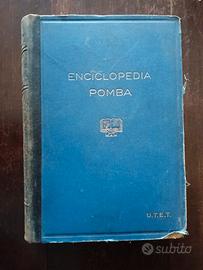 ENCICLOPEDIA
POMBA
U.T.E.T.
subito